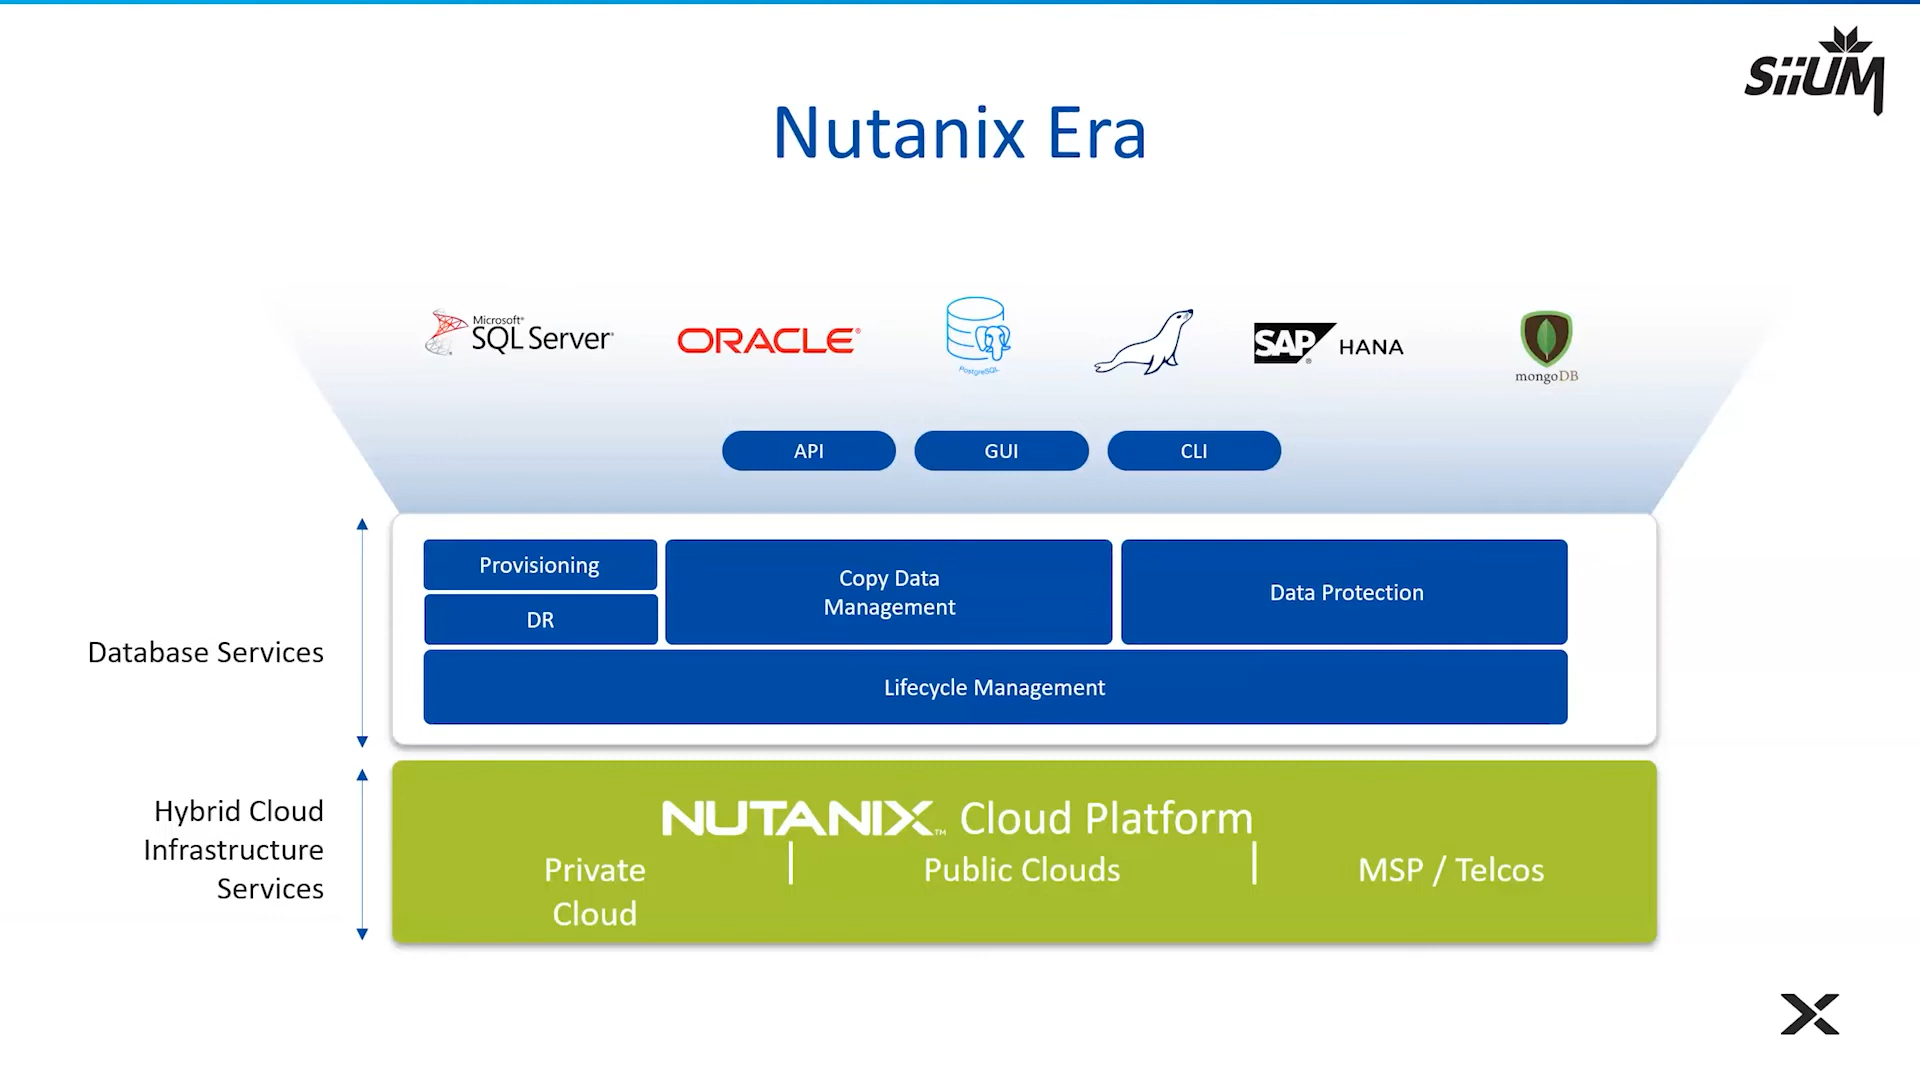 SiiUM
Nutanix Era
Microsoft®
SQL Server®
ORACLE®
PostgreSQL
SAP® HANA
mongoDB
API
GUI
CLI
Provisioning
DR
Copy Data
Management
Data Protection
Lifecycle Management
Database Services
Hybrid Cloud
Infrastructure
Services
NUTANIX™ Cloud Platform
Private
Cloud
Public Clouds
MSP / Telcos